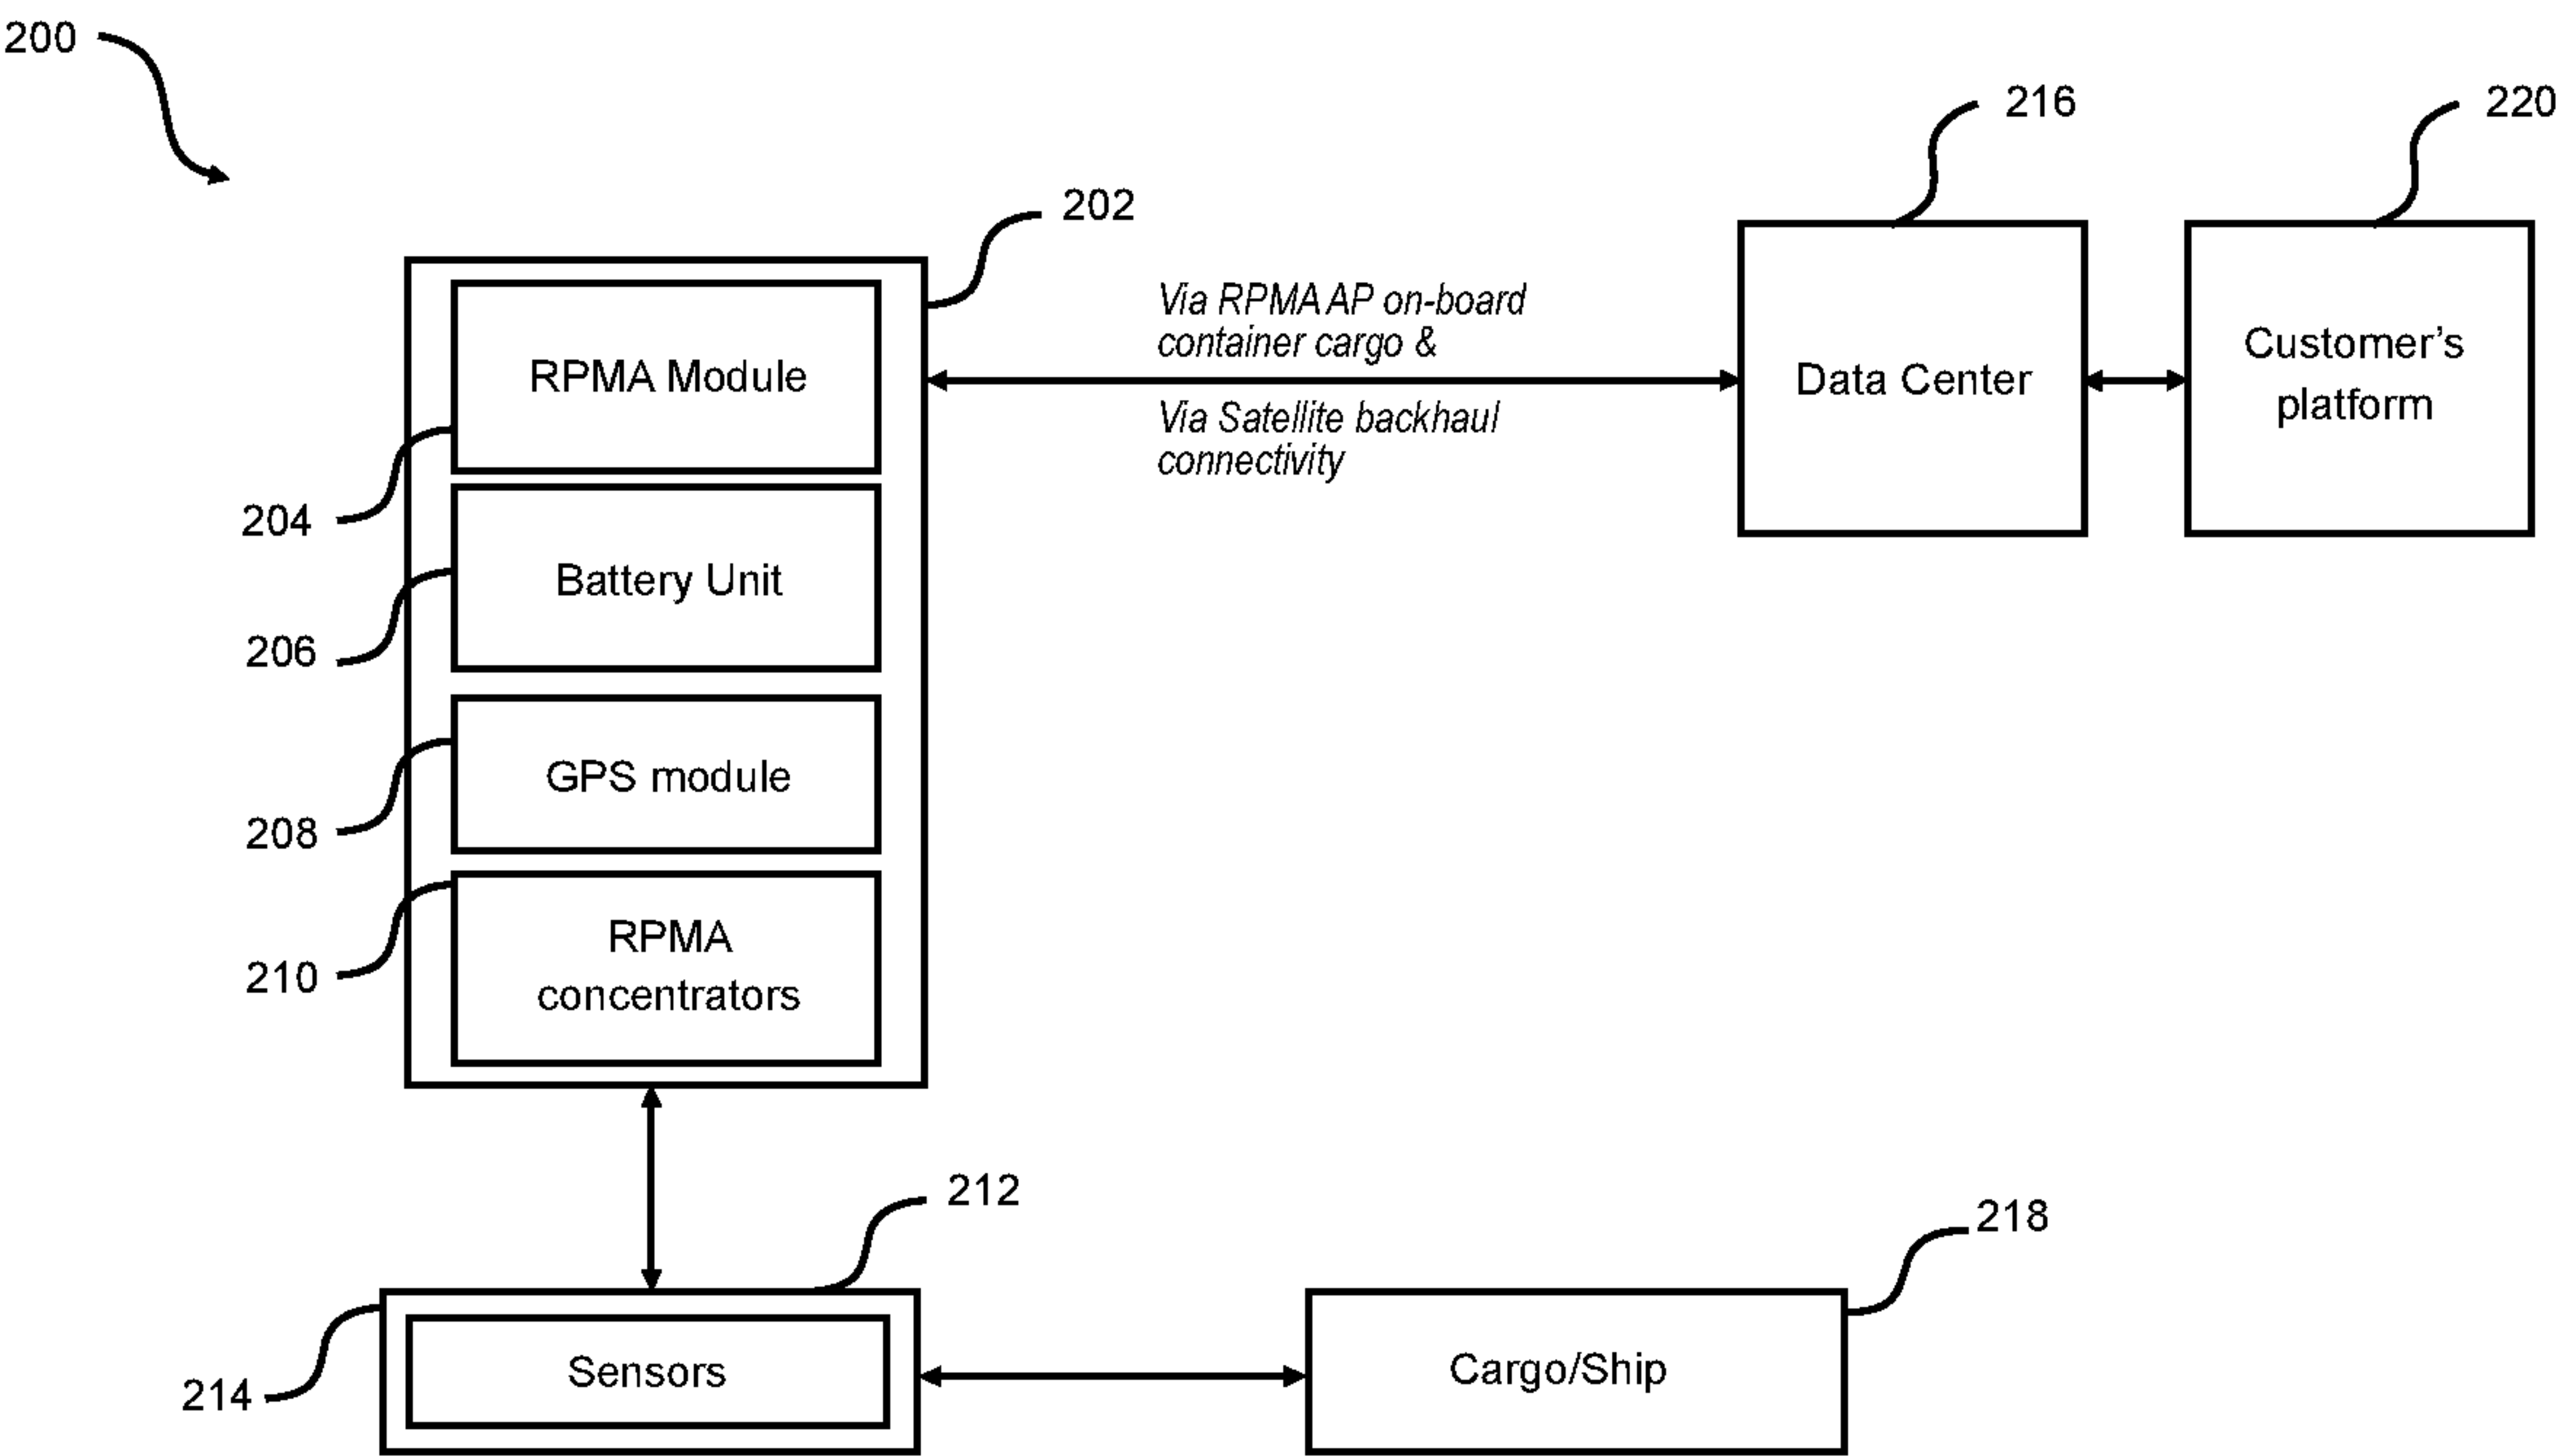 200
216
220
202
Via RPMA AP on-board
container cargo &
RPMA Module
Data Center
Customer's
platform
Via Satellite backhaul
connectivity
204
Battery Unit
206
GPS module
208
RPMA
concentrators
210
212
218
Sensors
Cargo/Ship
214